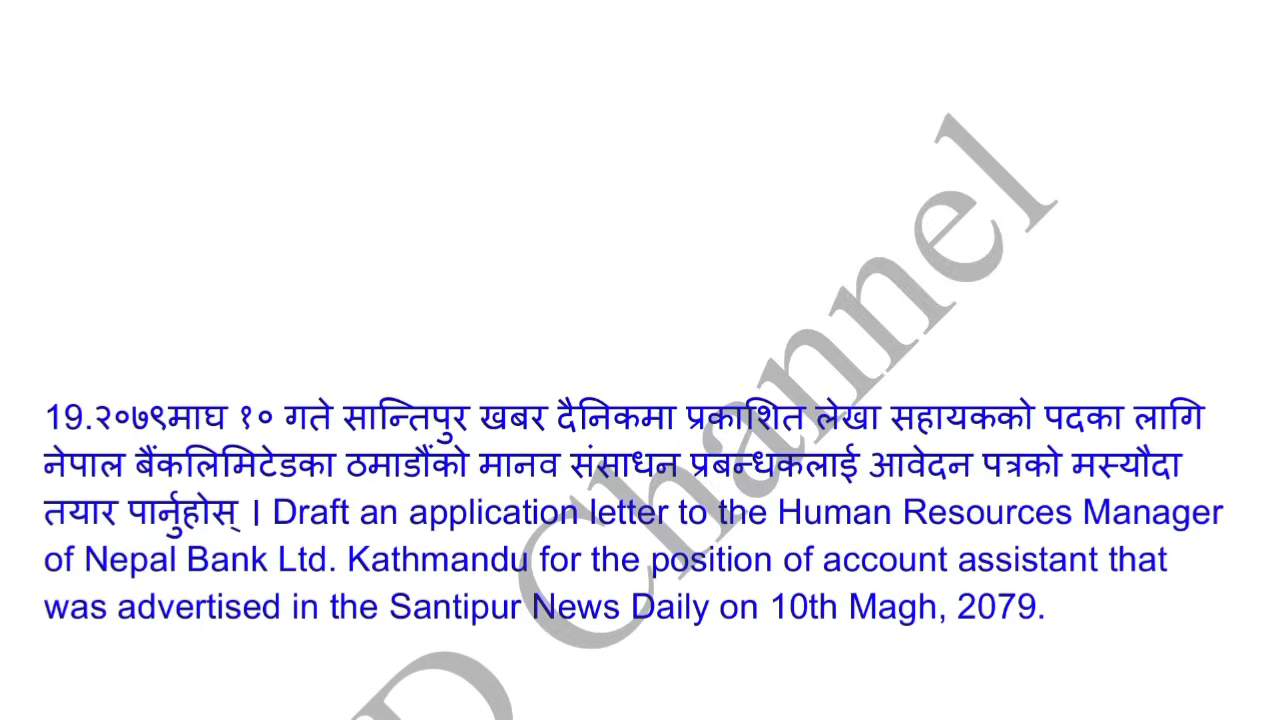 19.२०७९माघ १० गते सान्तिपुर खबर दैनिकमा प्रकाशित लेखा सहायकको पदका लागि
नेपाल बैंकलिमिटेडका ठमाडौंको मानव संसाधन प्रबन्धकलाई आवेदन पत्रको मस्यौदा
तयार पार्नुहोस् । Draft an application letter to the Human Resources Manager
of Nepal Bank Ltd. Kathmandu for the position of account assistant that
was advertised in the Santipur News Daily on 10th Magh, 2079.
D Channel